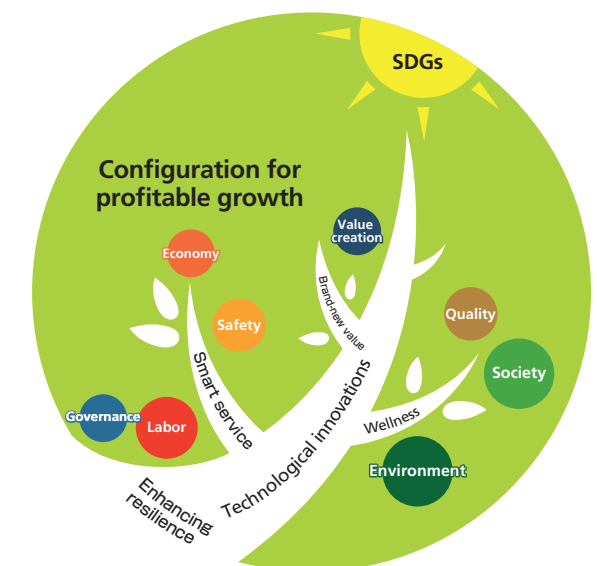 SDGs
Configuration for
profitable growth
Value
creation
Economy
Brand-new value
Safety
Quality
Smart service
Society
Technological innovations
Wellness
Governance
Labor
Environment
Enhancing
resilience